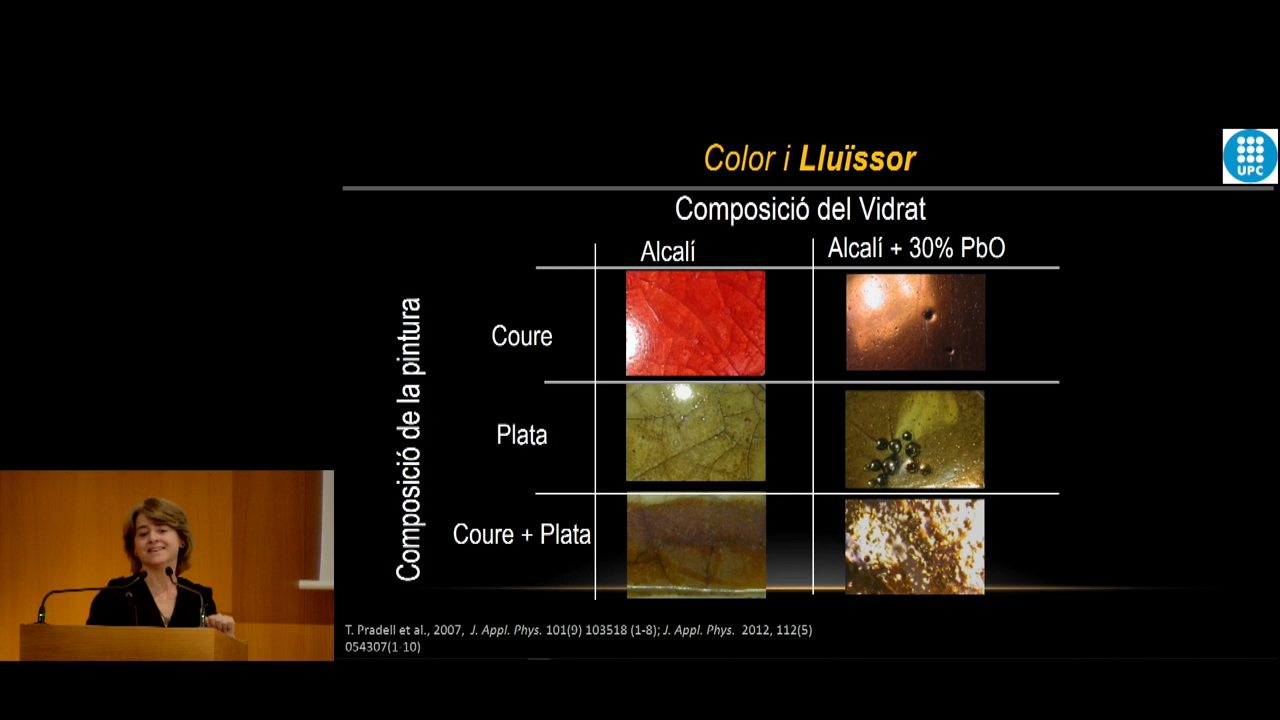 Color i Lluïssor
UPC
Composició del Vidrat
Alcalí
Alcalí + 30% PbO
Composició de la pintura
Coure
Plata
Coure + Plata
T. Pradell et al., 2007, J. Appl. Phys. 101(9) 103518 (1-8); J. Appl. Phys. 2012, 112(5)
054307(1-10)